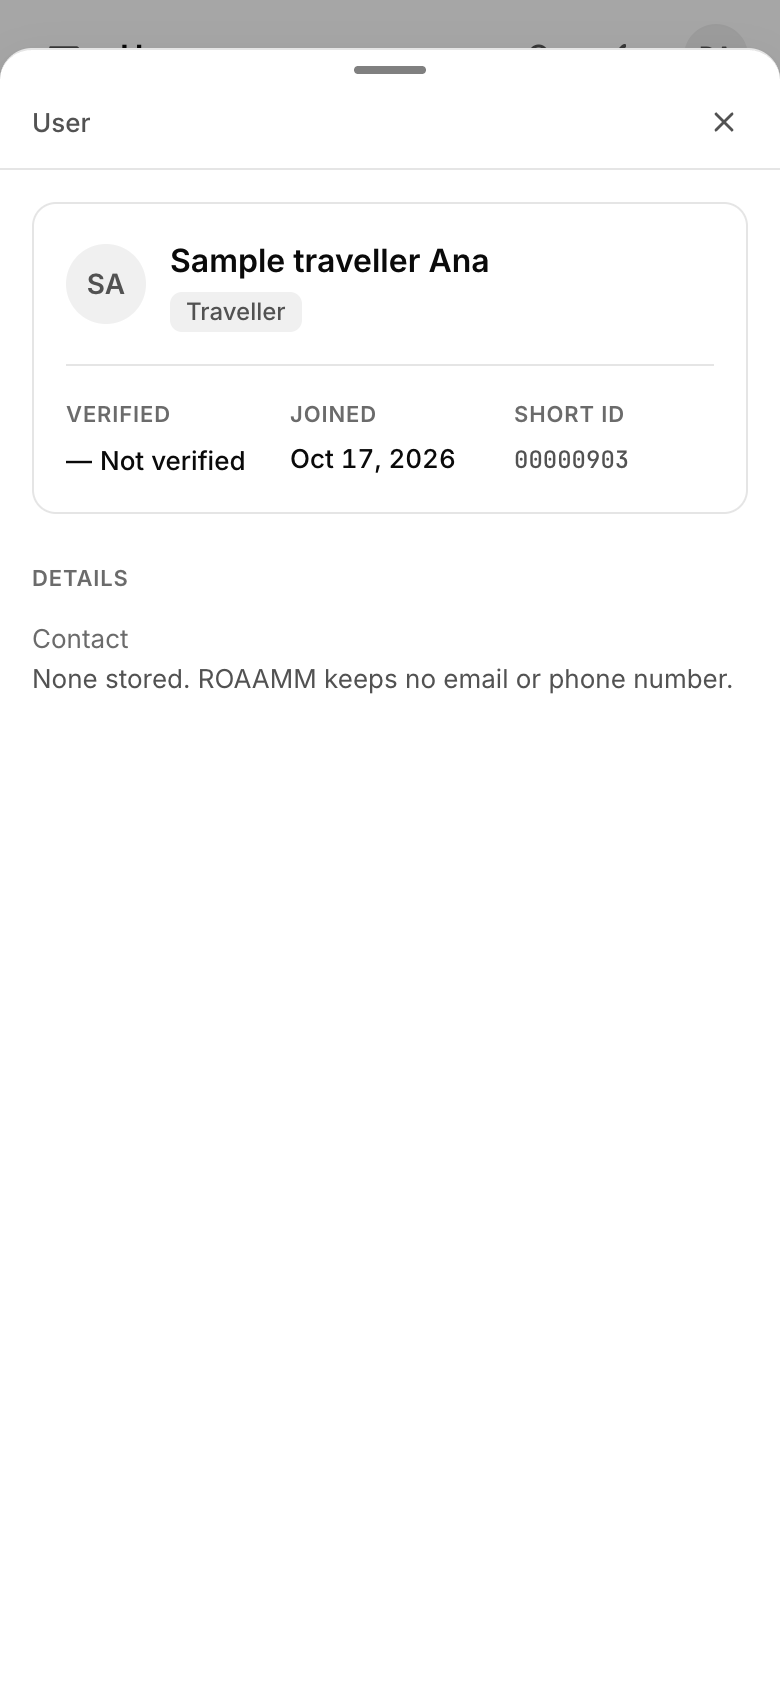 User
SA
Sample traveller Ana
Traveller
VERIFIED
JOINED
SHORT ID
— Not verified
Oct 17, 2026
00000903
DETAILS
Contact
None stored. ROAAMM keeps no email or phone number.